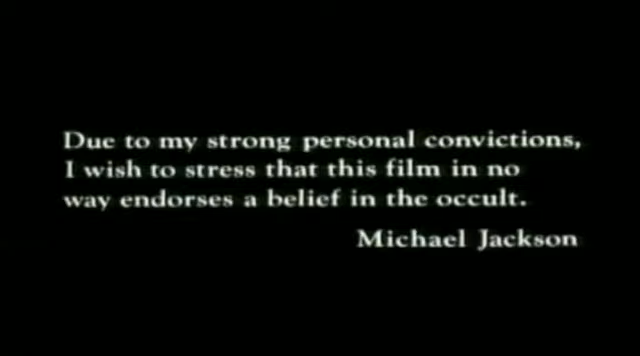 Due to my strong personal convictions,
I wish to stress that this film in no
way endorses a belief in the occult.
Michael Jackson